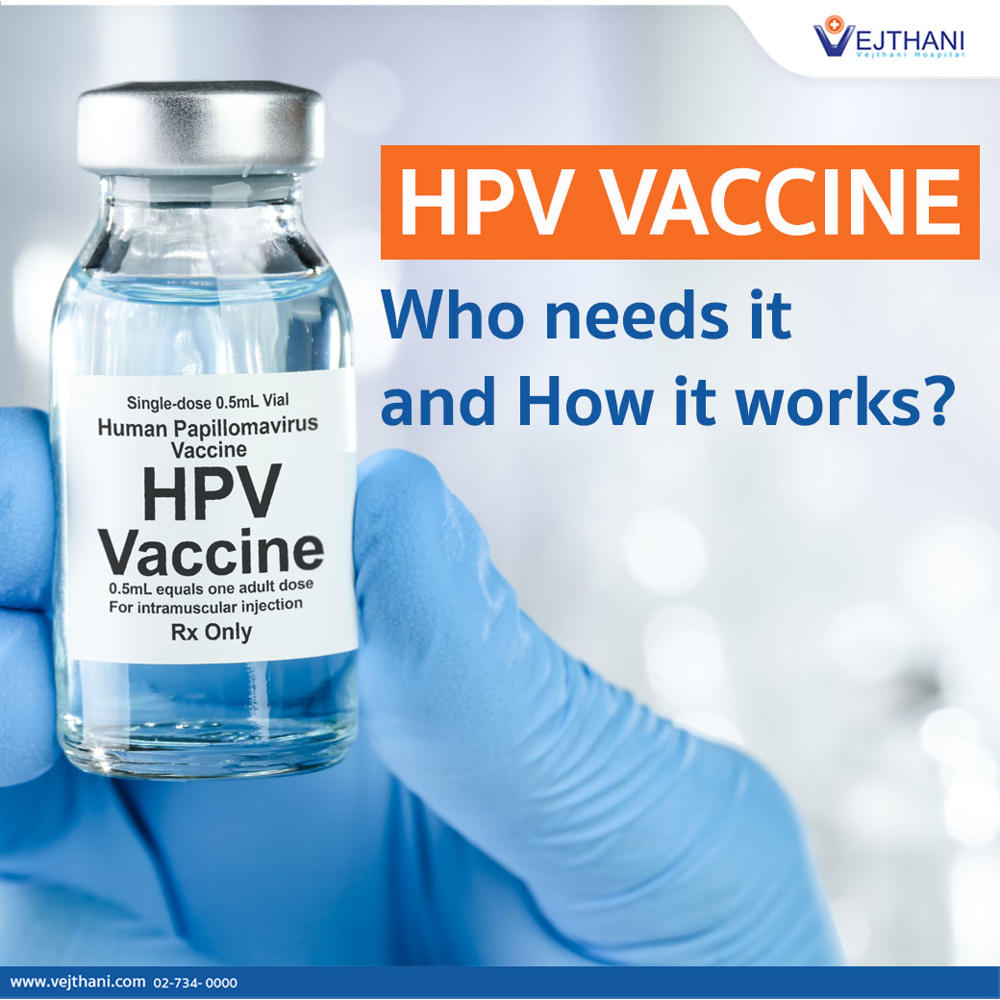 VEJTHANI
Vejthani Hospital
HPV VACCINE
Who needs it
and How it works?
Single-dose 0.5mL Vial
Human Papillomavirus
Vaccine
HPV
Vaccine
0.5mL equals one adult dose
For intramuscular injection
Rx Only
www.vejthani.com 02-734- 0000